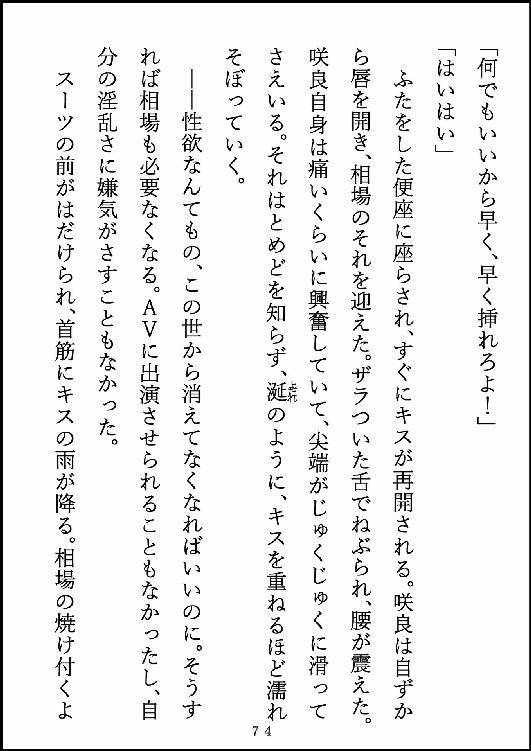 「何でもいいから早く、早く挿れろよ！」
「はいはい」
　ふたをした便座に座らされ、すぐにキスが再開される。咲良は自ずか
ら唇を開き、相場のそれを迎えた。ザラついた舌でねぶられ、腰が震えた。
咲良自身は痛いくらいに興奮していて、尖端がじゅくじゅくに滑って
さえいる。それはとめどを知らず、涎のように、キスを重ねるほど濡れ
そぼっていく。
　――性欲なんてもの、この世から消えてなくなればいいのに。そうす
れば相場も必要なくなる。ＡＶに出演させられることもなかったし、自
分の淫乱さに嫌気がさすこともなかった。
　スーツの前がはだけられ、首筋にキスの雨が降る。相場の焼け付くよ
74